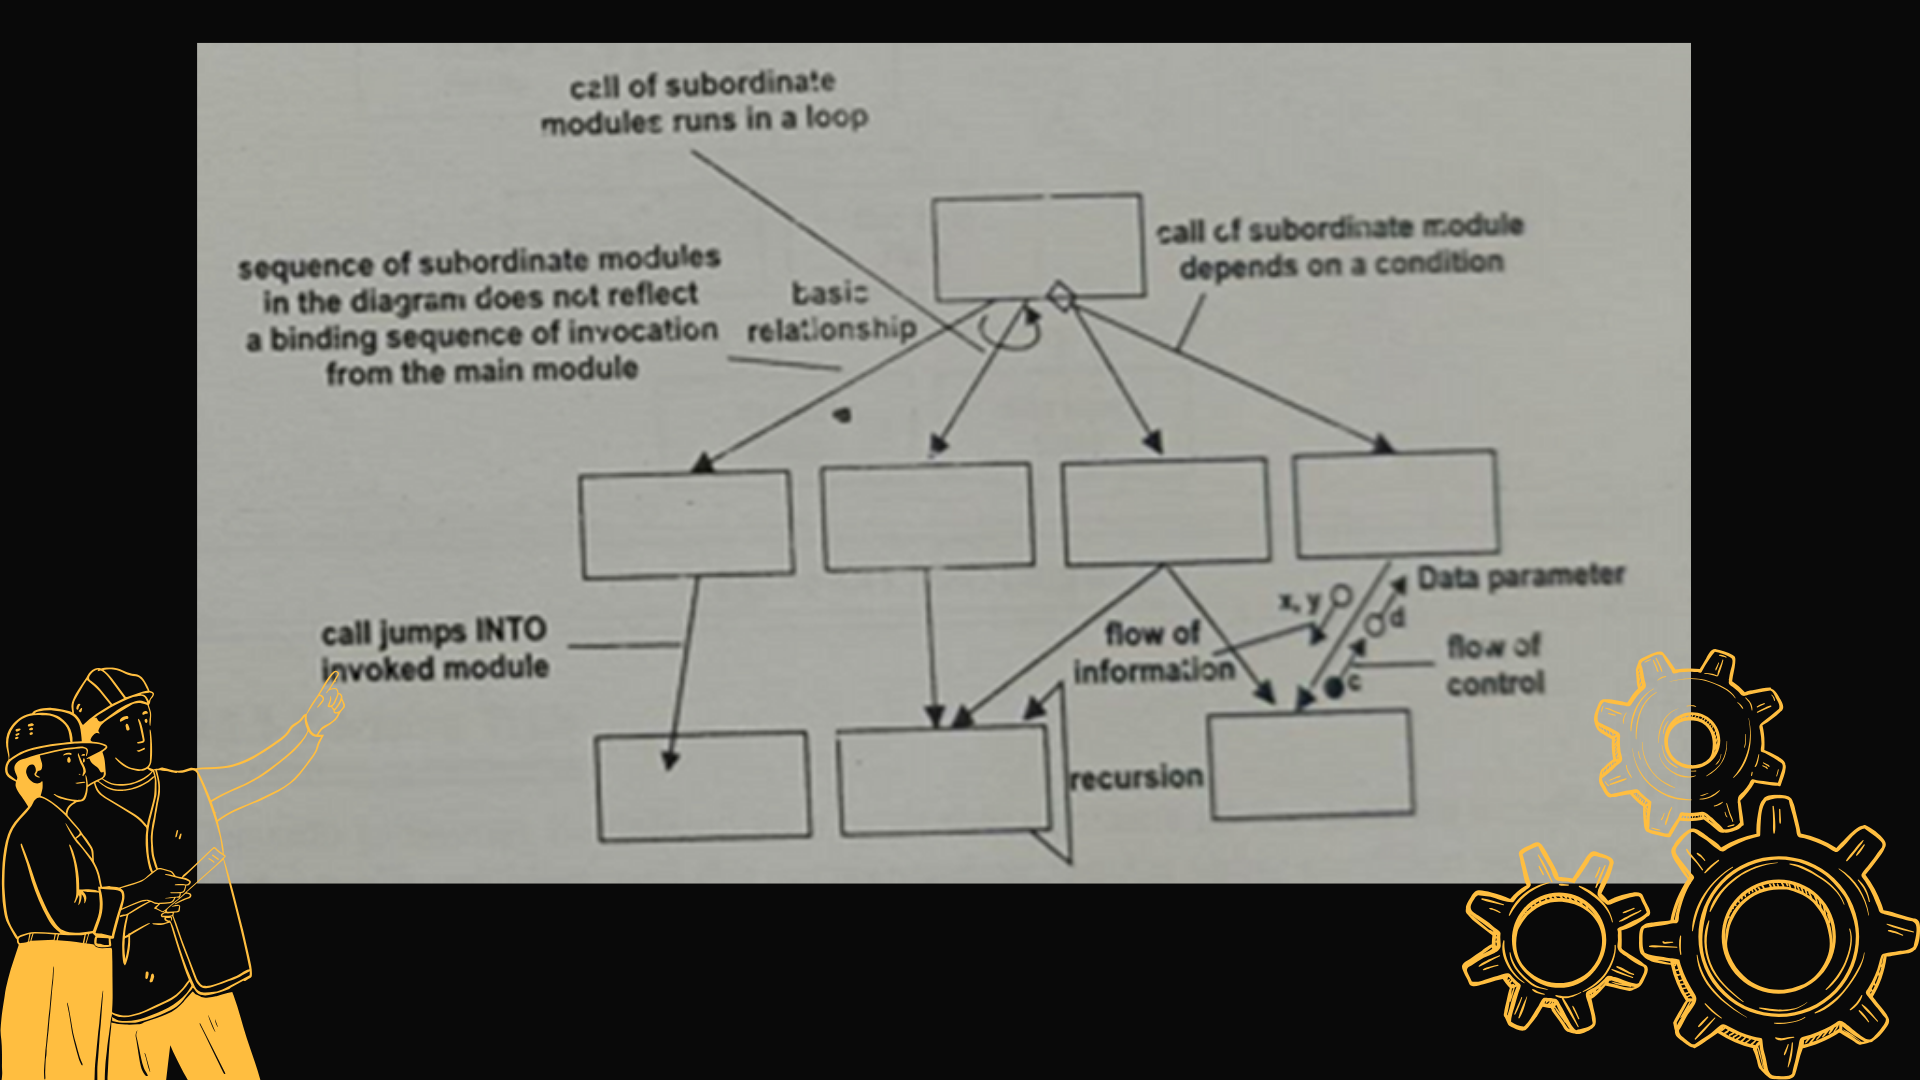 call of subordinate
modules runs in a loop
call of subordinate module
depends on a condition
sequence of subordinate modules
in the diagram does not reflect
a binding sequence of invocation
from the main module
basic
relationship
Data parameter
x, y
d
call jumps INTO
invoked module
flow of
information
flow of
control
c
recursion